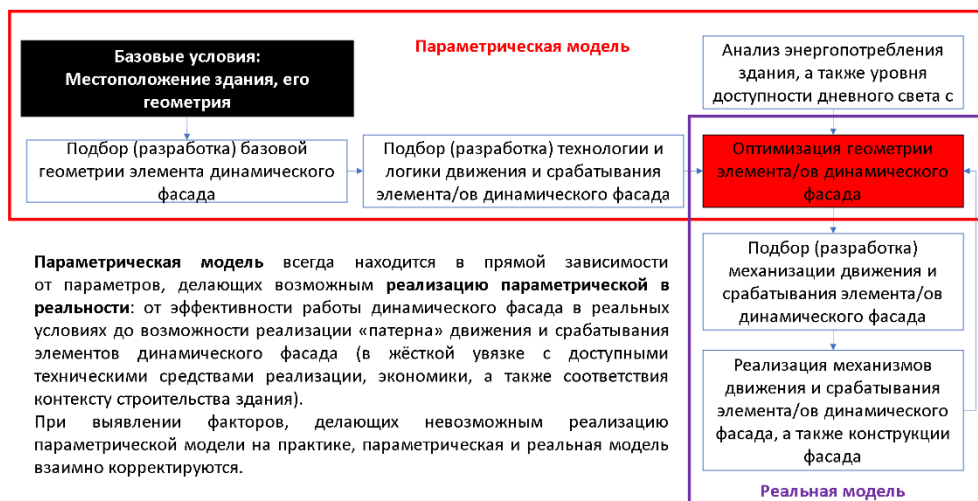 Параметрическая модель
Базовые условия:
Местоположение здания, его
геометрия
Анализ энергопотребления
здания, а также уровня
доступности дневного света с
Подбор (разработка) базовой
геометрии элемента динамического
фасада
Подбор (разработка) технологии и
логики движения и срабатывания
элемента/ов динамического фасада
Оптимизация геометрии
элемента/ов динамического
фасада
Подбор (разработка)
механизации движения и
срабатывания элемента/ов
динамического фасада
Реализация механизмов
движения и срабатывания
элемента/ов динамического
фасада, а также конструкции
фасада
Реальная модель
Параметрическая модель всегда находится в прямой зависимости
от параметров, делающих возможным реализацию параметрической в
реальности: от эффективности работы динамического фасада в реальных
условиях до возможности реализации «патерна» движения и срабатывания
элементов динамического фасада (в жёсткой увязке с доступными
техническими средствами реализации, экономики, а также соответствия
контексту строительства здания).
При выявлении факторов, делающих невозможным реализацию
параметрической модели на практике, параметрическая и реальная модель
взаимно корректируются.